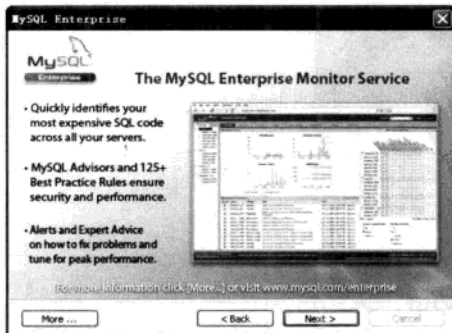 MySQL Enterprise
MySQL
Enterprise
The MySQL Enterprise Monitor Service
• Quickly identifies your
most expensive SQL code
across all your servers.
• MySQL Advisors and 125+
Best Practice Rules ensure
security and performance.
• Alerts and Expert Advice
on how to fix problems and
tune for peak performance.
For more information click [More...] or visit www.mysql.com/enterprise
More ...
< Back
Next >
Cancel